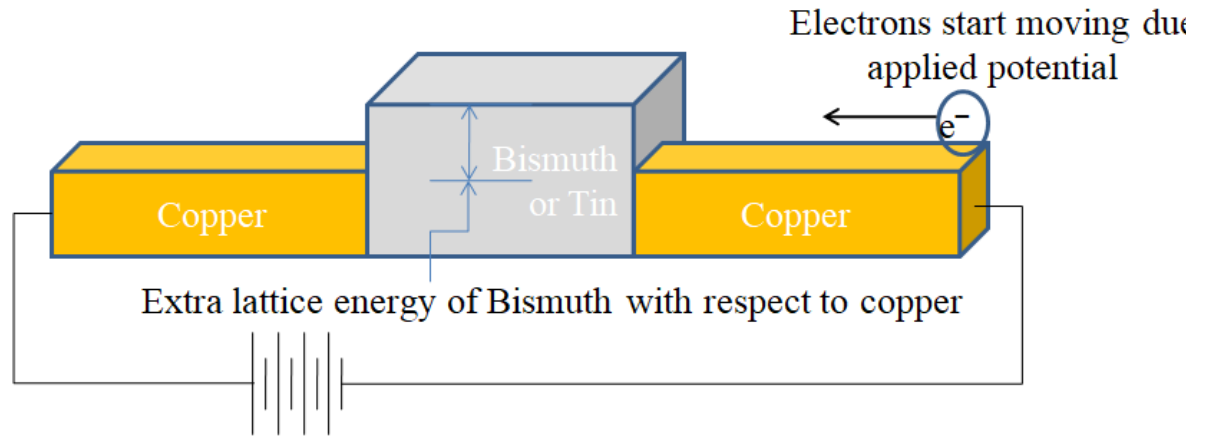 Electrons start moving due
applied potential
e⁻
Bismuth
or Tin
Copper
Copper
Extra lattice energy of Bismuth with respect to copper